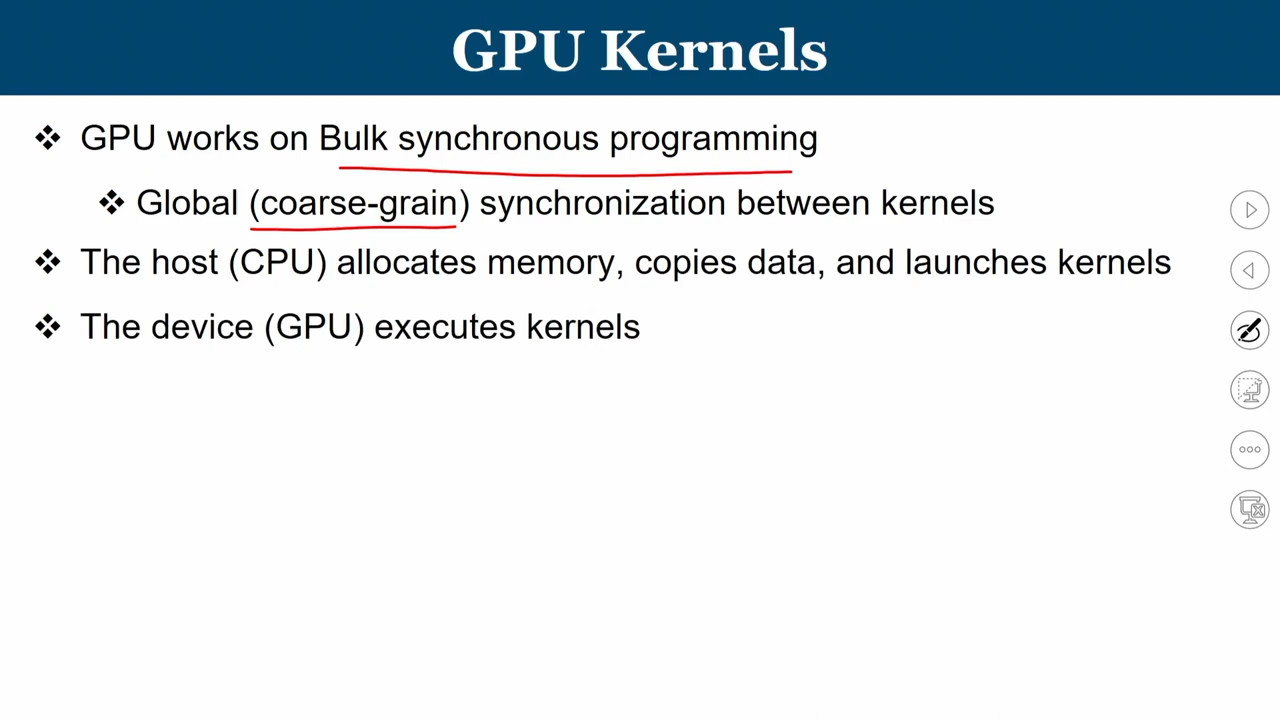 GPU Kernels
❖ GPU works on Bulk synchronous programming
❖ Global (coarse-grain) synchronization between kernels
❖ The host (CPU) allocates memory, copies data, and launches kernels
❖ The device (GPU) executes kernels